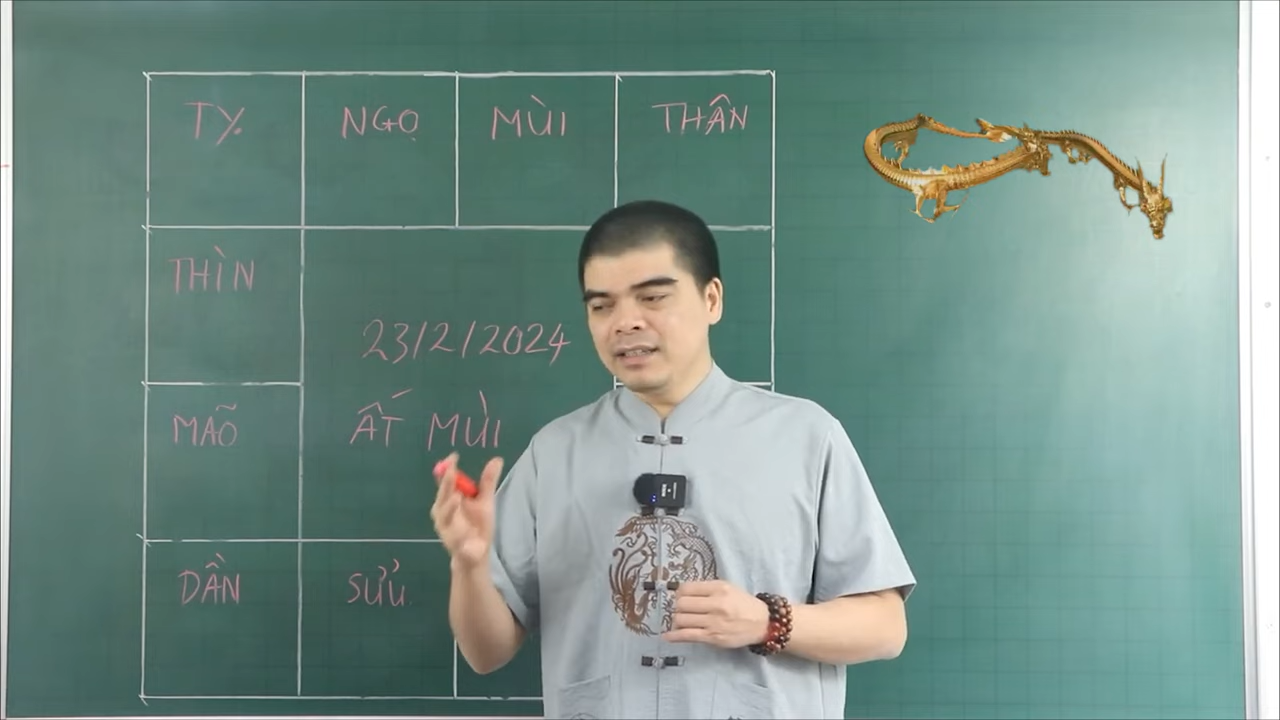 TỴ
NGỌ
MÙI
THÂN
THÌN
23/2/2024
MÃO
ẤT MÙI
DẦN
SỬU